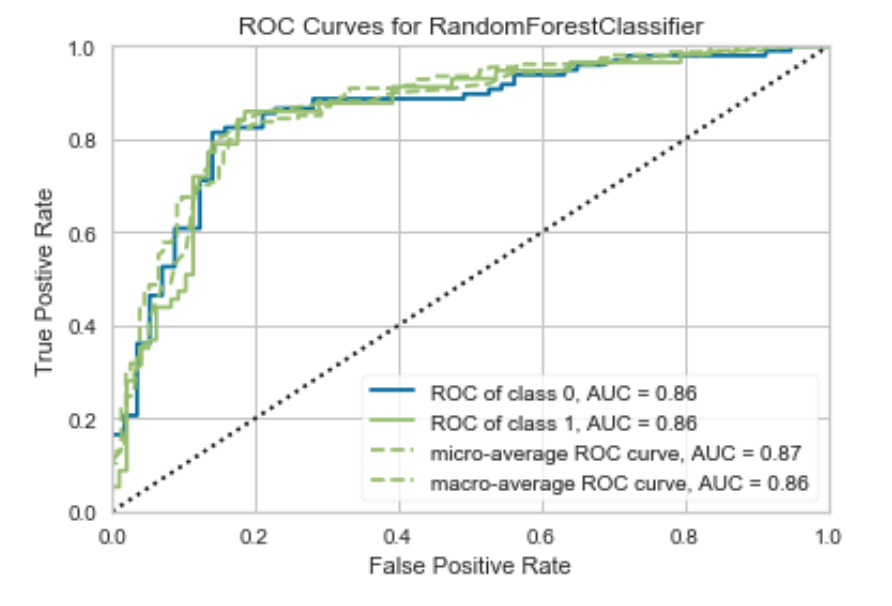 ROC Curves for RandomForestClassifier
1.0
0.8
0.6
0.4
0.2
0.0
True Postive Rate
ROC of class 0, AUC = 0.86
ROC of class 1, AUC = 0.86
micro-average ROC curve, AUC = 0.87
macro-average ROC curve, AUC = 0.86
0.0 0.2 0.4 0.6 0.8 1.0
False Positive Rate